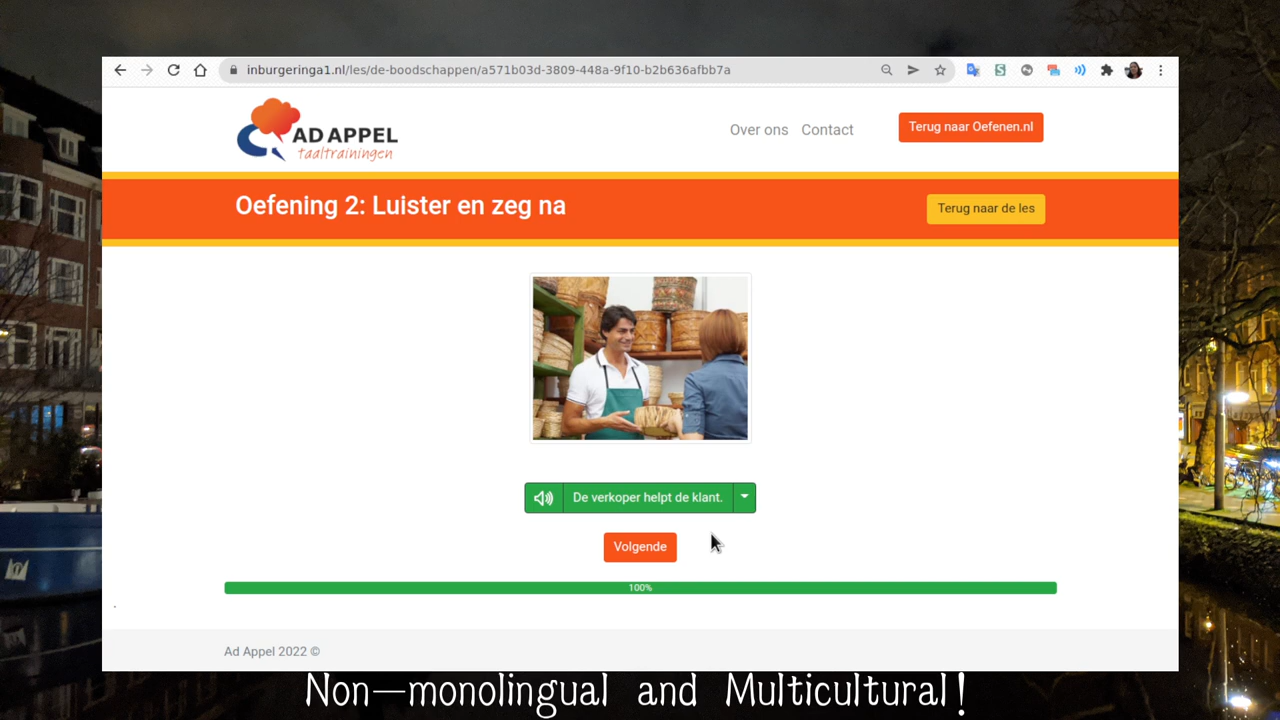 inburgeringa1.nl/les/de-boodschappen/a571b03d-3809-448a-9f10-b2b636afbb7a
AD APPEL
taaltrainingen
Over ons Contact Terug naar Oefenen.nl
Oefening 2: Luister en zeg na
Terug naar de les
De verkoper helpt de klant.
Volgende
100%
Ad Appel 2022 ©
Non-monolingual and Multicultural!